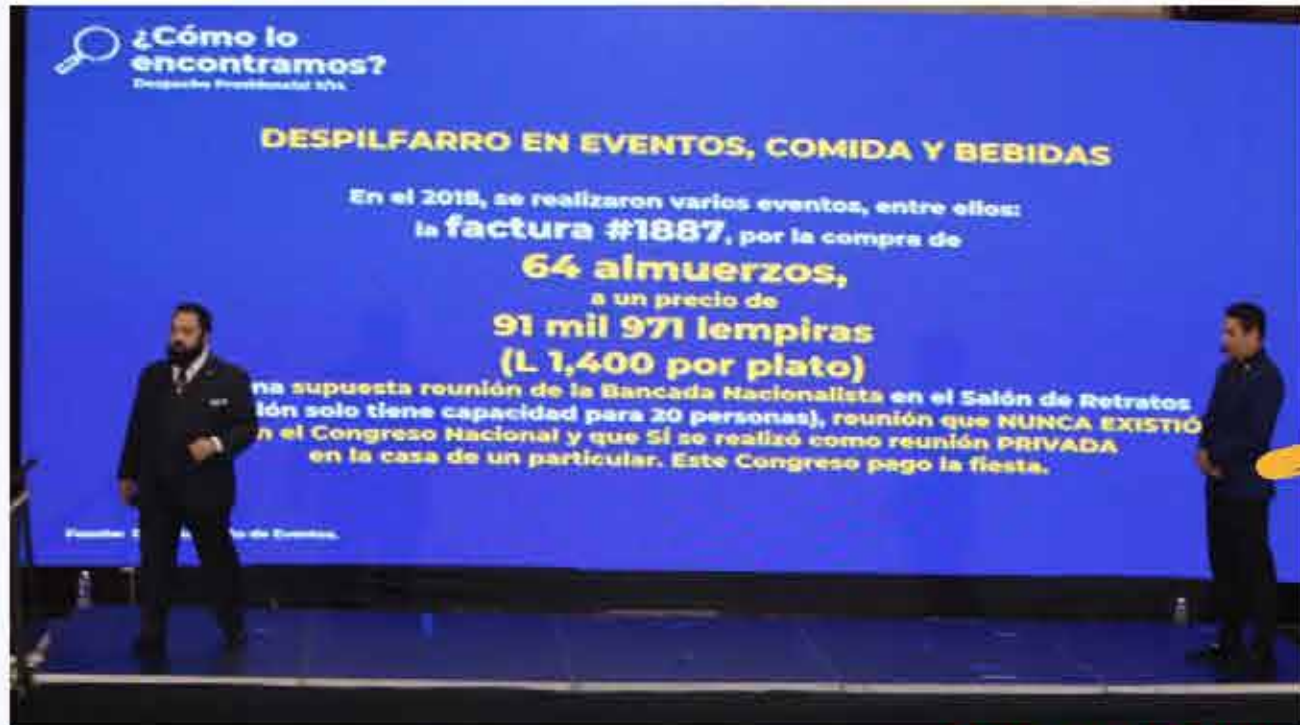 ¿Cómo lo
encontramos?
Despacho Presidencial
DESPILFARRO EN EVENTOS, COMIDA Y BEBIDAS
En el 2018, se realizaron varios eventos, entre ellos:
la factura #1887, por la compra de
64 almuerzos,
a un precio de
91 mil 971 lempiras
(L 1,400 por plato)
supuesta reunión de la Bancada Nacionalista en el Salón de Retratos
solo tiene capacidad para 20 personas), reunión que NUNCA EXISTIÓ
el Congreso Nacional y que SÍ se realizó como reunión PRIVADA
en la casa de un particular. Este Congreso pago la fiesta.
de Eventos.